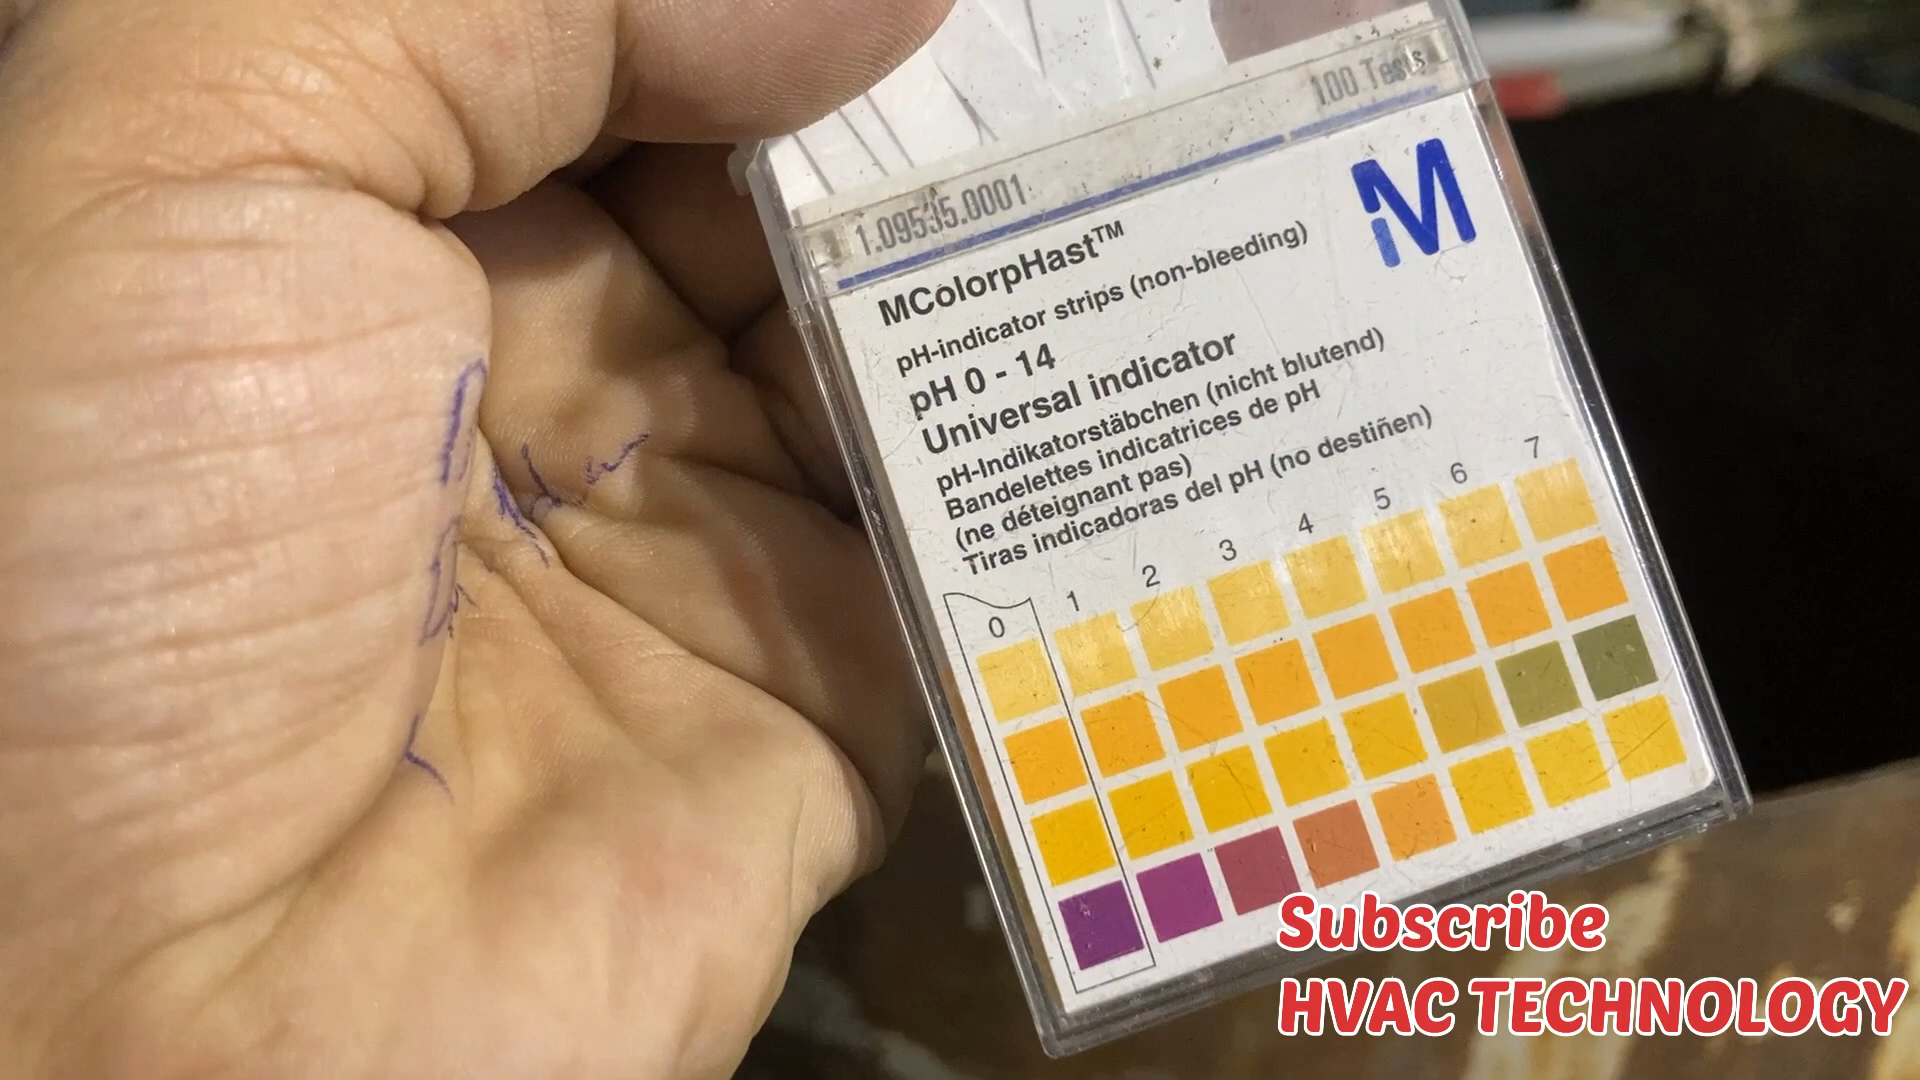 100 Tests
1.09535.0001
M
MColorpHast™
pH-indicator strips (non-bleeding)
pH 0 - 14
Universal indicator
pH-Indikatorstäbchen (nicht blutend)
Bandelettes indicatrices de pH
(ne déteignant pas)
Tiras indicadoras del pH (no destiñen)
0 1 2 3 4 5 6 7
Subscribe
HVAC TECHNOLOGY